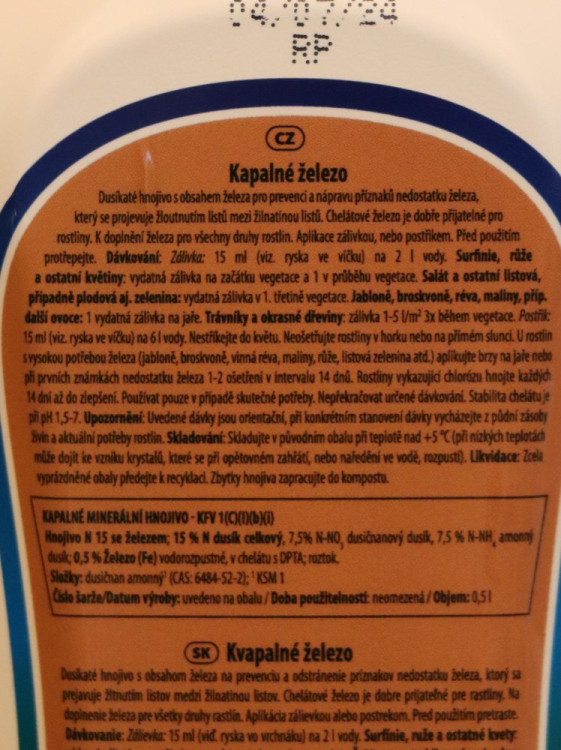 04/07/24
RP
CZ
Kapalné železo
Dusíkaté hnojivo s obsahem železa pro prevenci a nápravu příznaků nedostatku železa,
který se projevuje žloutnutím listů mezi žilnatinou listů. Chelátové železo je dobře přijatelné pro
rostliny. K doplnění železa pro všechny druhy rostlin. Aplikace zálivkou, nebo postřikem. Před použitím
protřepejte. Dávkování: Zálivka: 15 ml (viz. ryska ve víčku) na 2 l vody. Surfinie, růže
a ostatní květiny: vydatná zálivka na začátku vegetace a 1 v průběhu vegetace. Salát a ostatní listová,
případně plodová aj. zelenina: vydatná zálivka v 1. třetině vegetace. Jabloně, broskvoně, réva, maliny, příp.
další ovoce: 1 vydatná zálivka na jaře. Trávníky a okrasné dřeviny: zálivka 1-5 l/m² 3x během vegetace. Postřik:
15 ml (viz. ryska ve víčku) na 6 l vody. Nestříkejte do květu. Neošetřujte rostliny v horku nebo na přímém slunci. U rostlin
s vysokou potřebou železa (jabloně, broskvoně, vinná réva, maliny, růže, listová zelenina atd.) aplikujte brzy na jaře nebo
při prvních známkách nedostatku železa 1-2 ošetření v intervalu 14 dnů. Rostliny vykazující chlorózu hnojte každých
14 dní až do zlepšení. Používat pouze v případě skutečné potřeby. Nepřekračovat určené dávkování. Stabilita chelátu je
při pH 1,5-7. Upozornění: Uvedené dávky jsou orientační, při konkrétním stanovení dávky vycházejte z půdní zásoby
živin a aktuální potřeby rostlin. Skladování: Skladujte v původním obalu při teplotě nad +5 °C (při nízkých teplotách
může dojít ke vzniku krystalů, které se při opětovném zahřátí, nebo naředění ve vodě, rozpustí). Likvidace: Zcela
vyprázdněné obaly předejte k recyklaci. Zbytky hnojiva zapracujte do kompostu.
KAPALNÉ MINERÁLNÍ HNOJIVO - KFV 1(C)(I)(b)(i)
Hnojivo N 15 se železem; 15 % N dusík celkový, 7,5% N-NO₃ dusičnanový dusík, 7,5 % N-NH₄ amonný
dusík; 0,5 % Železo (Fe) vodorozpustné, v chelátu s DPTA; roztok.
Složky: dusičnan amonný¹ (CAS: 6484-52-2); ¹ KSM 1
Číslo šarže/Datum výroby: uvedeno na obalu / Doba použitelnosti: neomezená / Objem: 0,5 l
SK Kvapalné železo
Dusíkaté hnojivo s obsahom železa na prevenciu a odstránenie príznakov nedostatku železa, ktorý sa
prejavuje žltnutím listov medzi žilnatinou listov. Chelátové železo je dobre prijateľné pre rastliny. Na
doplnenie železa pre všetky druhy rastlín. Aplikácia zálievkou alebo postrekom. Pred použitím pretraste.
Dávkovanie: Zálievka: 15 ml (viď. ryska vo vrchnáku) na 2 l vody. Surfinie, ruže a ostatné kvety: